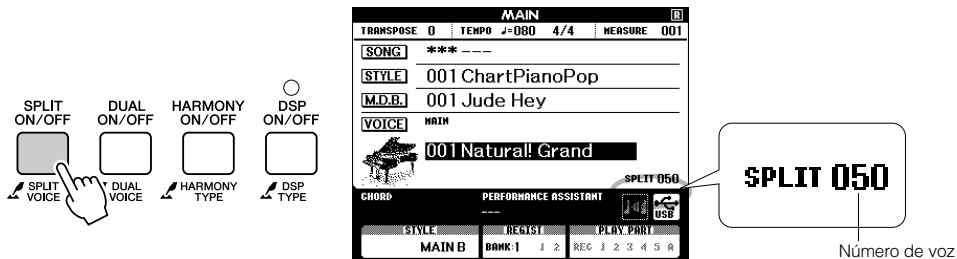 SPLIT ON/OFF
DUAL ON/OFF
HARMONY ON/OFF
DSP ON/OFF
SPLIT VOICE
DUAL VOICE
HARMONY TYPE
DSP TYPE
MAIN
R
TRANSPOSE 0 TEMPO ♩=080 4/4 MEASURE 001
SONG *** ---
STYLE 001 ChartPianoPop
M.D.B. 001 Jude Hey
VOICE MAIN
001 Natural! Grand
SPLIT 050
CHORD PERFORMANCE ASSISTANT
---
USB
STYLE REGIST PLAY PART
MAIN B BANK:1 1 2 REC 1 2 3 4 5 A
SPLIT 050
Número de voz